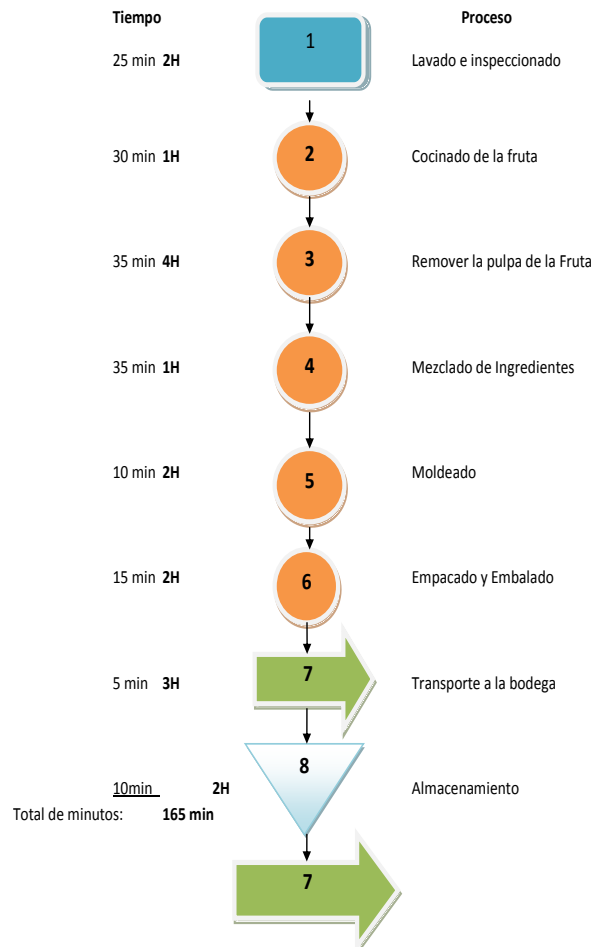 Tiempo Proceso
1
25 min 2H Lavado e inspeccionado
30 min 1H 2 Cocinado de la fruta
35 min 4H 3 Remover la pulpa de la Fruta
35 min 1H 4 Mezclado de Ingredientes
10 min 2H 5 Moldeado
15 min 2H 6 Empacado y Embalado
5 min 3H 7 Transporte a la bodega
8
10min 2H Almacenamiento
Total de minutos: 165 min
7